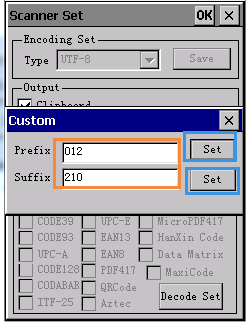 Scanner Set OK
Encoding Set
Type UTF-8 Save
Output
Clipboard
Custom
Prefix 012 Set
Suffix 210 Set
CODE39 UPC-E MicroPDF417
CODE93 EAN13 HanXin Code
UPC-A EAN8 Data Matrix
CODE128 PDF417 MaxiCode
CODABAR QRCode
ITF-25 Aztec Decode Set